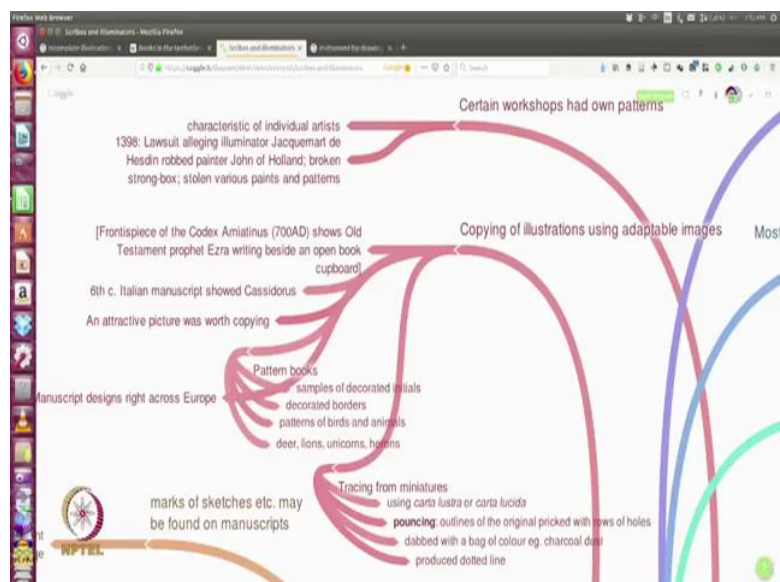 Firefox Web Browser
Scribes and Illuminators - Mozilla Firefox
Books in the Netherlan
Scribes and Illuminators
Search
Certain workshops had own patterns
characteristic of individual artists
1398: Lawsuit alleging illuminator Jacquemart de
Hesdin robbed painter John of Holland; broken
strong-box; stolen various paints and patterns
[Frontispiece of the Codex Amiatinus (700AD) shows Old
Testament prophet Ezra writing beside an open book
cupboard]
Copying of illustrations using adaptable images
Most
6th c. Italian manuscript showed Cassidorus
An attractive picture was worth copying
Pattern books
samples of decorated initials
Manuscript designs right across Europe
decorated borders
patterns of birds and animals
deer, lions, unicorns, herons
Tracing from miniatures
using carta lustra or carta lucida
pouncing: outlines of the original pricked with rows of holes
dabbed with a bag of colour eg. charcoal dust
produced dotted line
marks of sketches etc. may
be found on manuscripts
NPTEL